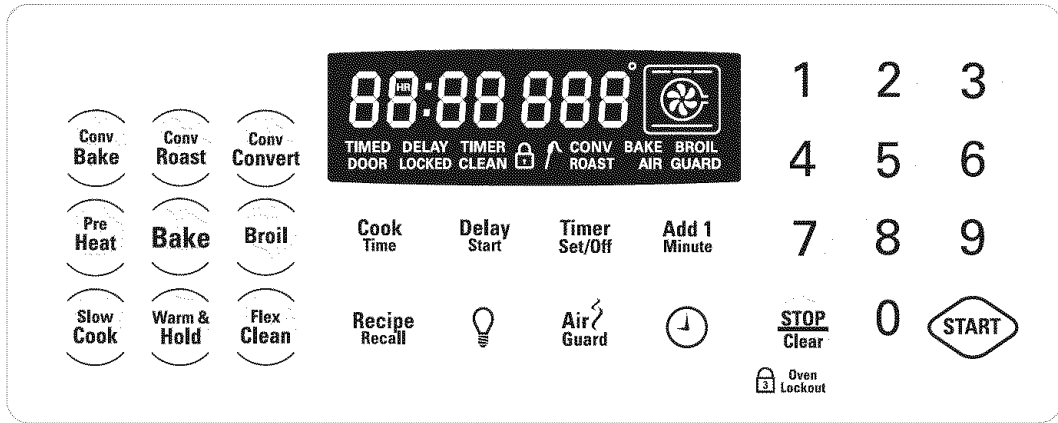 88:88 888°
HR
TIMED DELAY TIMER CONV BAKE BROIL
DOOR LOCKED CLEAN ROAST AIR GUARD
Conv
Bake
Conv
Roast
Conv
Convert
Pre
Heat
Bake
Broil
Slow
Cook
Warm &
Hold
Flex
Clean
Cook
Time
Delay
Start
Timer
Set/Off
Add 1
Minute
Recipe
Recall
Air
Guard
1 2 3
4 5 6
7 8 9
STOP
Clear
0
START
3
Oven
Lockout